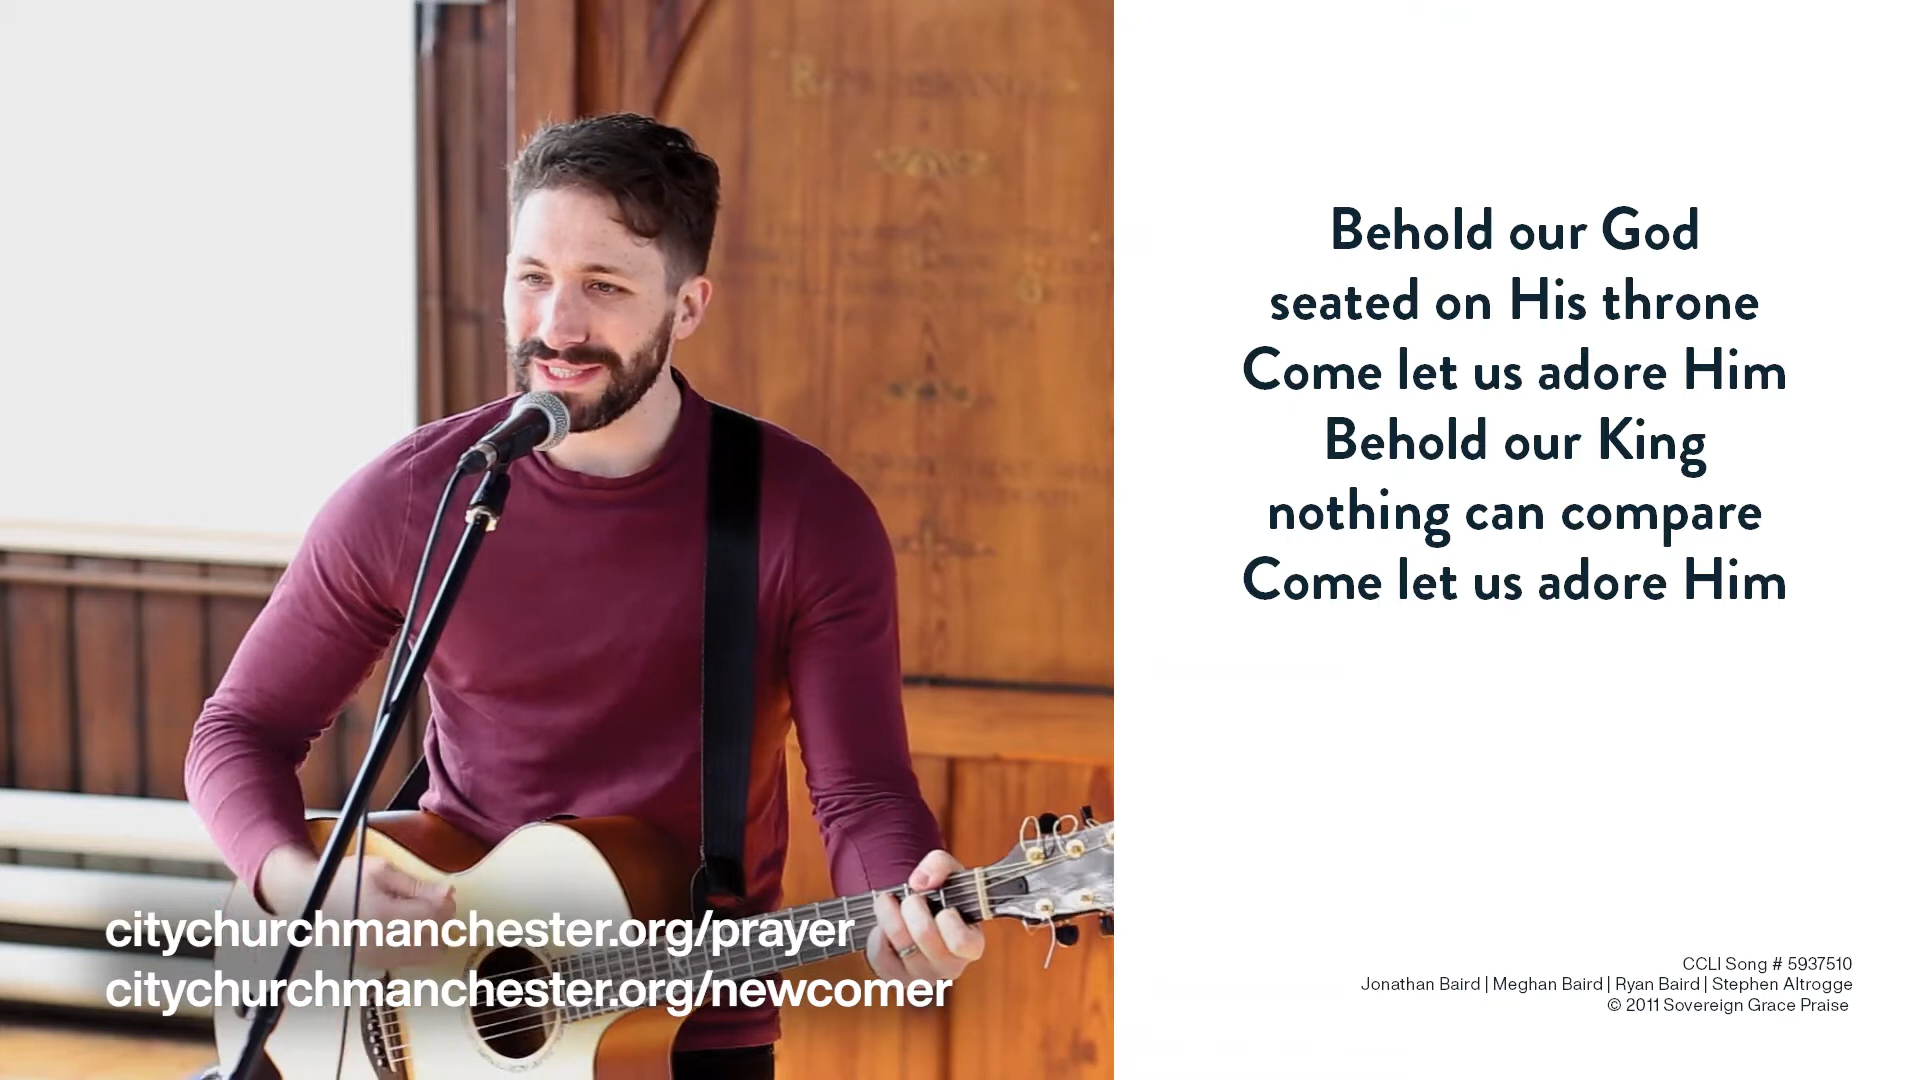 Behold our God
seated on His throne
Come let us adore Him
Behold our King
nothing can compare
Come let us adore Him
citychurchmanchester.org/prayer
citychurchmanchester.org/newcomer
CCLI Song # 5937510
Jonathan Baird | Meghan Baird | Ryan Baird | Stephen Altrogge
© 2011 Sovereign Grace Praise